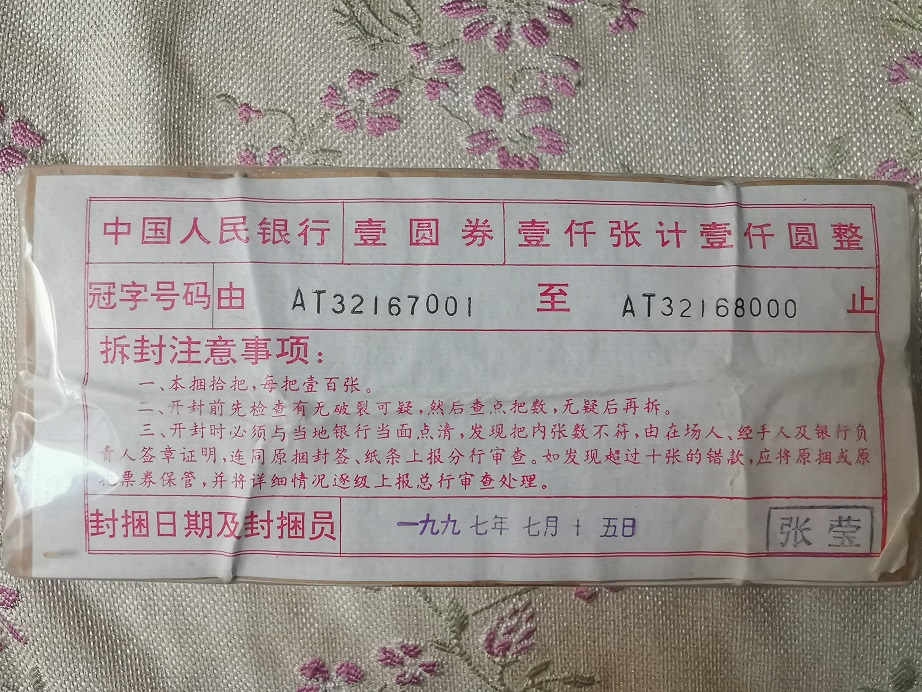 中国人民银行 壹圆券 壹仟张计壹仟圆整
冠字号码 由 AT32167001 至 AT32168000 止
拆封注意事项：
一、本捆拾把，每把壹百张。
二、开封前先检查有无破裂可疑，然后查点把数，无疑后再拆。
三、开封时必须与当地银行当面点清，发现把内张数不符，由在场人、经手人及银行负
责人签章证明，连同原捆封签、纸条上报分行审查。如发现超过十张的错款，应将原捆或原
把票券保管，并将详细情况逐级上报总行审查处理。
封捆日期及封捆员 一九九七年七月十五日 张莹